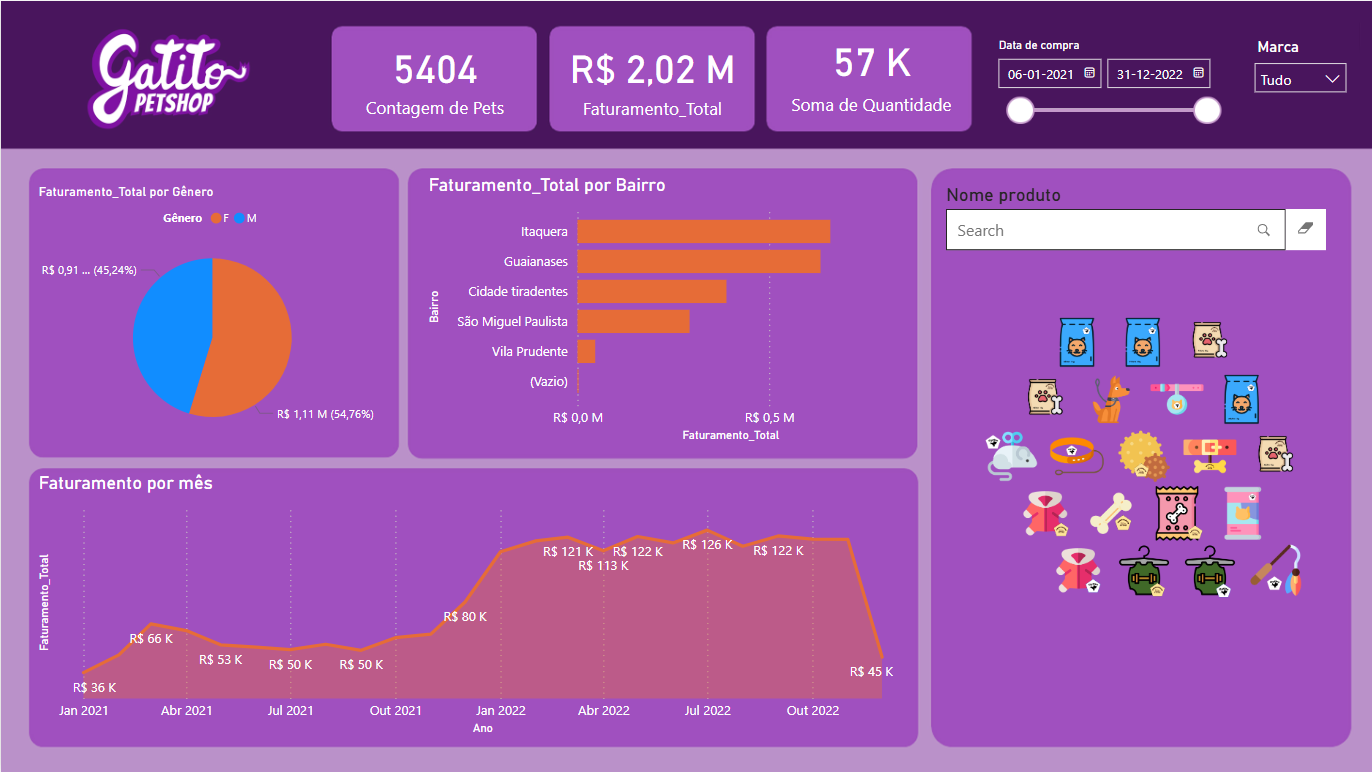 Gatito
PETSHOP
5404
Contagem de Pets
R$ 2,02 M
Faturamento_Total
57 K
Soma de Quantidade
Data de compra
06-01-2021
31-12-2022
Marca
Tudo
Faturamento_Total por Gênero
Gênero F M
R$ 0,91 ... (45,24%)
R$ 1,11 M (54,76%)
Faturamento_Total por Bairro
Bairro
Itaquera
Guaianases
Cidade tiradentes
São Miguel Paulista
Vila Prudente
(Vazio)
R$ 0,0 M R$ 0,5 M
Faturamento_Total
Nome produto
Search
Faturamento por mês
Faturamento_Total
R$ 36 K
R$ 66 K
R$ 53 K
R$ 50 K
R$ 50 K
R$ 80 K
R$ 121 K
R$ 113 K
R$ 122 K
R$ 126 K
R$ 122 K
R$ 45 K
Jan 2021 Abr 2021 Jul 2021 Out 2021 Jan 2022 Abr 2022 Jul 2022 Out 2022
Ano